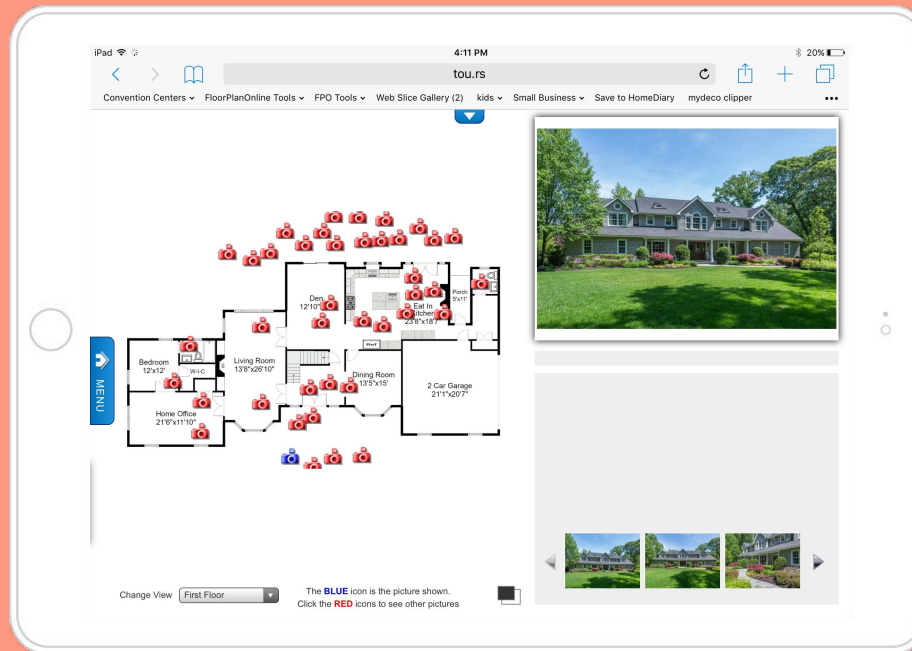 iPad 4:11 PM 20%
tou.rs
Convention Centers FloorPlanOnline Tools FPO Tools Web Slice Gallery (2) kids Small Business Save to HomeDiary mydeco clipper •••
Den
12'10"
Eat In
Kitchen
23'8"x18'7"
Porch
5'x11'
Ref
Bedroom
12'x12'
W-I-C
Living Room
13'8"x26'10"
Dining Room
13'5"x15'
2 Car Garage
21'1"x20'7"
Home Office
21'6"x11'10"
MENU
Change View First Floor
The BLUE icon is the picture shown.
Click the RED icons to see other pictures